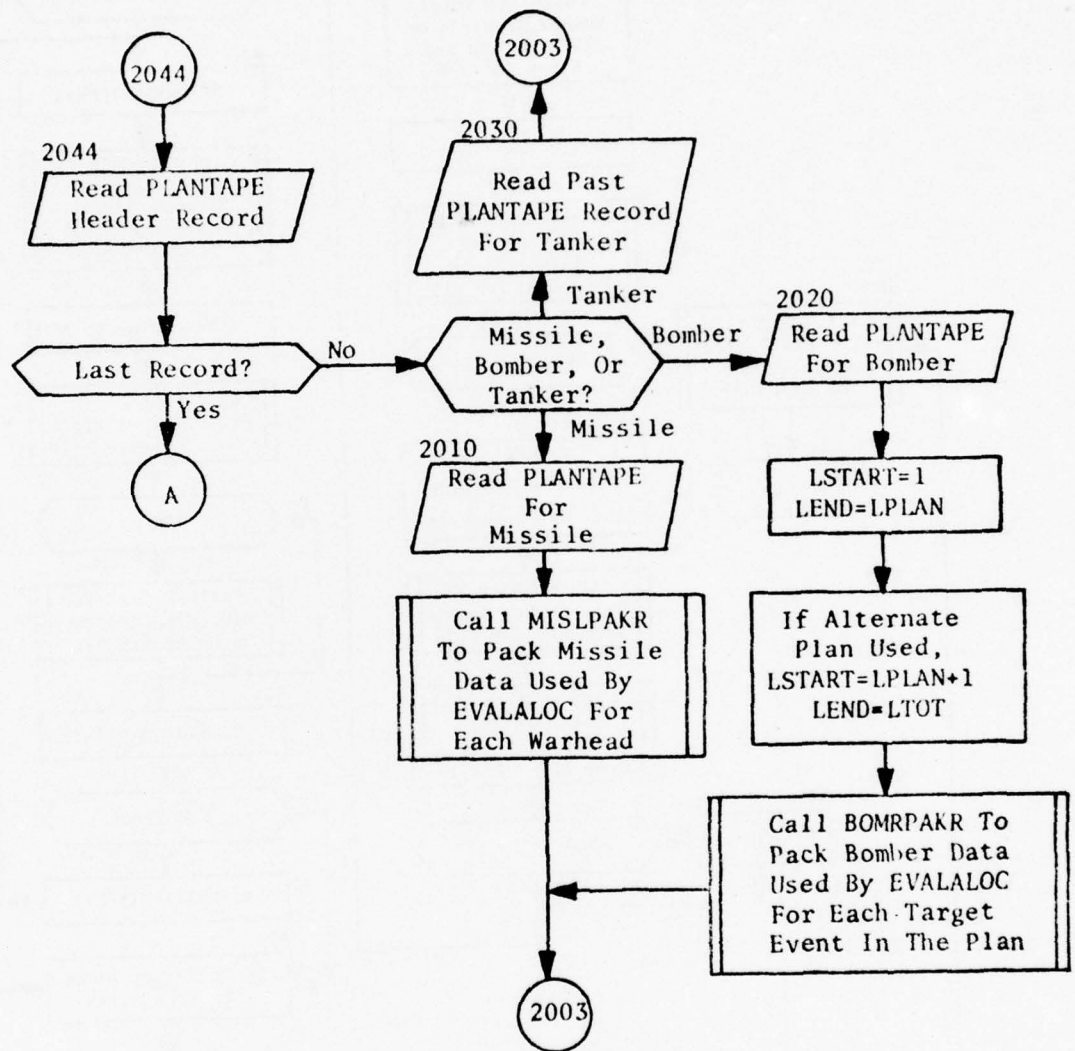 2044
2044
Read PLANTAPE
Header Record
Last Record?
No
Yes
A
2003
2030
Read Past
PLANTAPE Record
For Tanker
Tanker
Missile,
Bomber, Or
Tanker?
Bomber
Missile
2010
Read PLANTAPE
For
Missile
Call MISLPAKR
To Pack Missile
Data Used By
EVALALOC For
Each Warhead
2020
Read PLANTAPE
For Bomber
LSTART=1
LEND=LPLAN
If Alternate
Plan Used,
LSTART=LPLAN+1
LEND=LTOT
Call BOMRPAKR To
Pack Bomber Data
Used By EVALALOC
For Each Target
Event In The Plan
2003